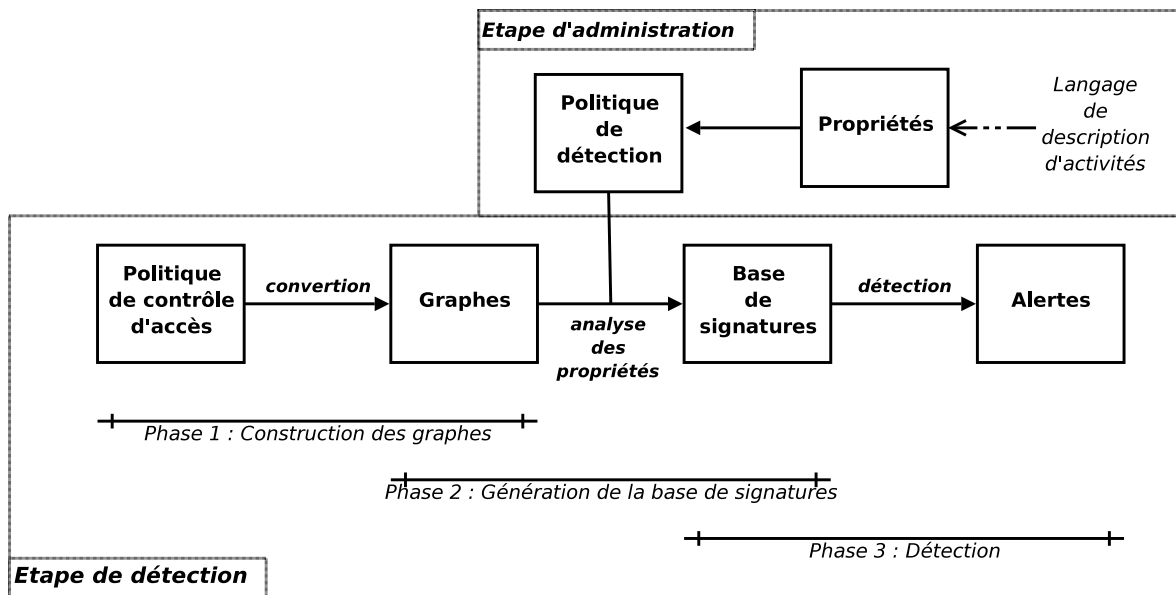 Etape d'administration
Politique
de
détection
Propriétés
Langage
de
description
d'activités
Politique
de contrôle
d'accès
convertion
Graphes
analyse
des
propriétés
Base
de
signatures
détection
Alertes
Phase 1 : Construction des graphes
Phase 2 : Génération de la base de signatures
Phase 3 : Détection
Etape de détection